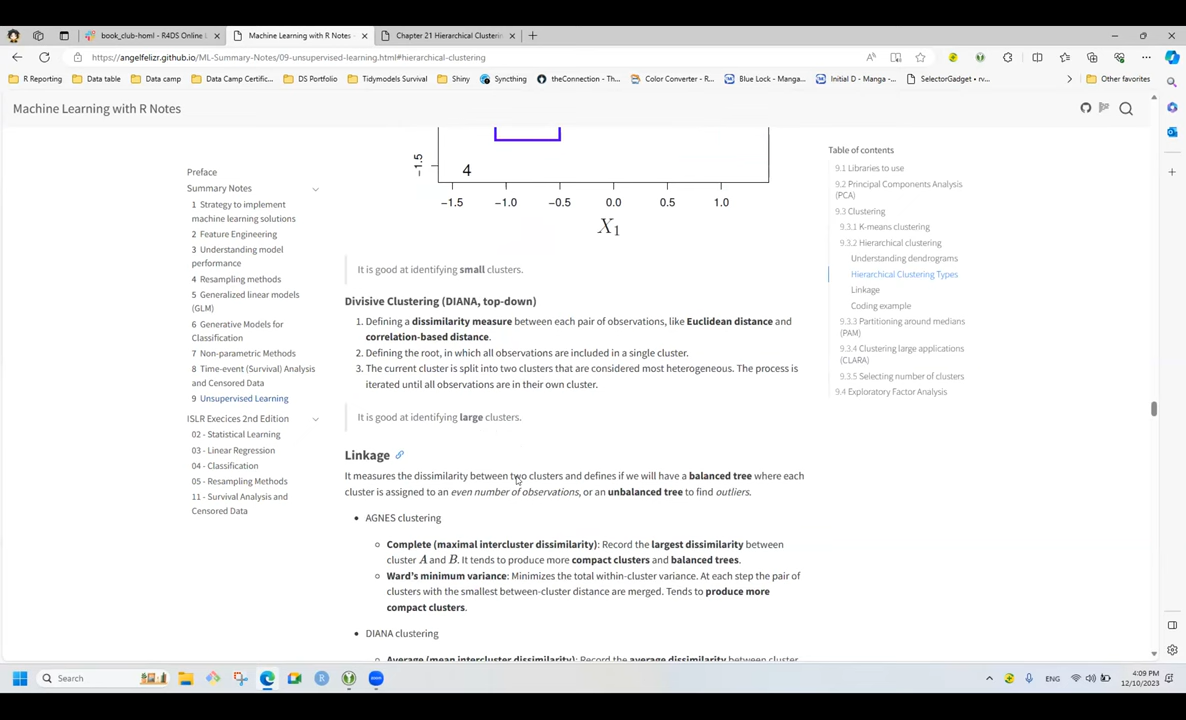 book_club-homl - R4DS Online
Machine Learning with R Notes -
Chapter 21 Hierarchical Clusterin
https://angelfelizr.github.io/ML-Summary-Notes/09-unsupervised-learning.html#hierarchical-clustering
R Reporting
Data table
Data camp
Data Camp Certific...
DS Portfolio
Tidymodels Survival
Shiny
Syncthing
theConnection - Th...
Color Converter - R...
Blue Lock - Manga...
Initial D - Manga -...
SelectorGadget • rv...
Other favorites
Machine Learning with R Notes
Preface
Summary Notes
1 Strategy to implement
machine learning solutions
2 Feature Engineering
3 Understanding model
performance
4 Resampling methods
5 Generalized linear models
(GLM)
6 Generative Models for
Classification
7 Non-parametric Methods
8 Time-event (Survival) Analysis
and Censored Data
9 Unsupervised Learning
ISLR Execices 2nd Edition
02 - Statistical Learning
03 - Linear Regression
04 - Classification
05 - Resampling Methods
11 - Survival Analysis and
Censored Data
−1.5
4
−1.5 −1.0 −0.5 0.0 0.5 1.0
X1
It is good at identifying small clusters.
Divisive Clustering (DIANA, top-down)
1. Defining a dissimilarity measure between each pair of observations, like Euclidean distance and
correlation-based distance.
2. Defining the root, in which all observations are included in a single cluster.
3. The current cluster is split into two clusters that are considered most heterogeneous. The process is
iterated until all observations are in their own cluster.
It is good at identifying large clusters.
Linkage
It measures the dissimilarity between two clusters and defines if we will have a balanced tree where each
cluster is assigned to an even number of observations, or an unbalanced tree to find outliers.
• AGNES clustering
Complete (maximal intercluster dissimilarity): Record the largest dissimilarity between
cluster A and B. It tends to produce more compact clusters and balanced trees.
Ward's minimum variance: Minimizes the total within-cluster variance. At each step the pair of
clusters with the smallest between-cluster distance are merged. Tends to produce more
compact clusters.
• DIANA clustering
Average (mean intercluster dissimilarity): Record the average dissimilarity between cluster
Table of contents
9.1 Libraries to use
9.2 Principal Components Analysis
(PCA)
9.3 Clustering
9.3.1 K-means clustering
9.3.2 Hierarchical clustering
Understanding dendrograms
Hierarchical Clustering Types
Linkage
Coding example
9.3.3 Partitioning around medians
(PAM)
9.3.4 Clustering large applications
(CLARA)
9.3.5 Selecting number of clusters
9.4 Exploratory Factor Analysis
Search
ENG
4:09 PM
12/10/2023